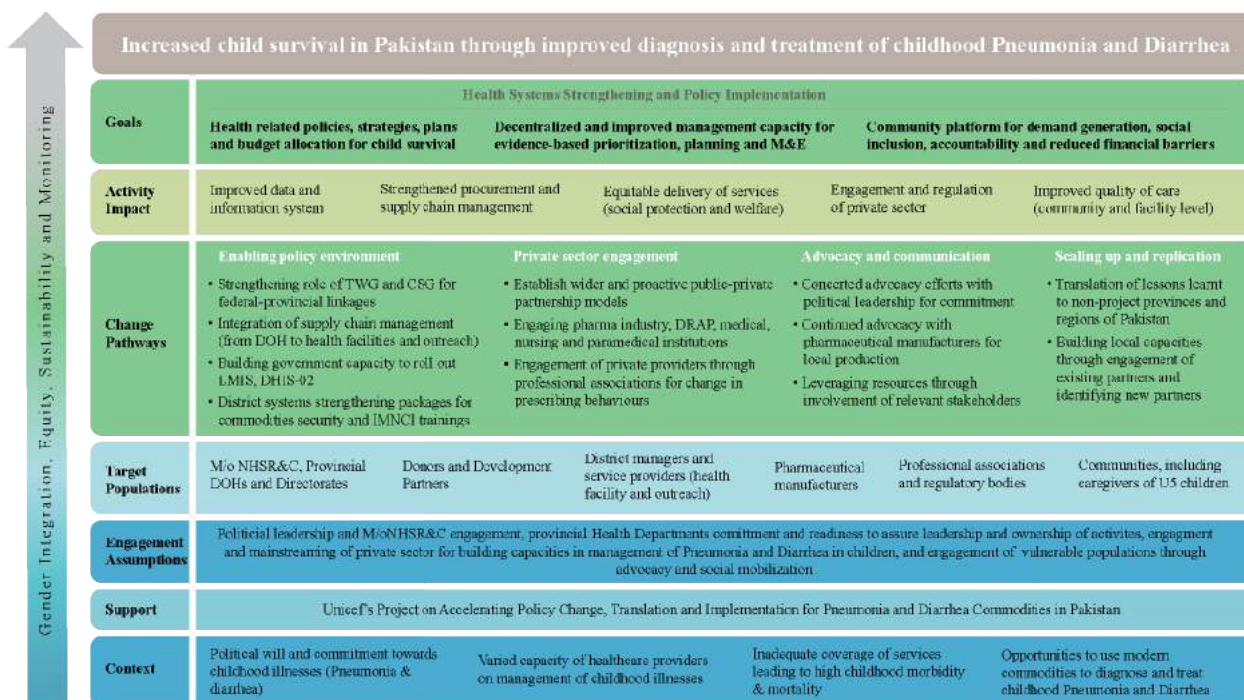 Increased child survival in Pakistan through improved diagnosis and treatment of childhood Pneumonia and Diarrhea
Gender Integration, Equity, Sustainability and Monitoring
Goals
Health Systems Strengthening and Policy Implementation
Health related policies, strategies, plans
and budget allocation for child survival
Decentralized and improved management capacity for
evidence-based prioritization, planning and M&E
Community platform for demand generation, social
inclusion, accountability and reduced financial barriers
Activity
Impact
Improved data and
information system
Strengthened procurement and
supply chain management
Equitable delivery of services
(social protection and welfare)
Engagement and regulation
of private sector
Improved quality of care
(community and facility level)
Change
Pathways
Enabling policy environment
• Strengthening role of TWG and CSG for
federal-provincial linkages
• Integration of supply chain management
(from DOH to health facilities and outreach)
• Building government capacity to roll out
LMIS, DHIS-02
• District systems strengthening packages for
commodities security and IMNCI trainings
Private sector engagement
• Establish wider and proactive public-private
partnership models
• Engaging pharma industry, DRAP, medical,
nursing and paramedical institutions
• Engagement of private providers through
professional associations for change in
prescribing behaviours
Advocacy and communication
• Concerted advocacy efforts with
political leadership for commitment
• Continued advocacy with
pharmaceutical manufacturers for
local production
• Leveraging resources through
involvement of relevant stakeholders
Scaling up and replication
• Translation of lessons learnt
to non-project provinces and
regions of Pakistan
• Building local capacities
through engagement of
existing partners and
identifying new partners
Target
Populations
M/o NHSR&C, Provincial
DOHs and Directorates
Donors and Development
Partners
District managers and
service providers (health
facility and outreach)
Pharmaceutical
manufacturers
Professional associations
and regulatory bodies
Communities, including
caregivers of U5 children
Engagement
Assumptions
Politicial leadership and M/oNHSR&C engagement, provincial Health Departments comittment and readiness to assure leadership and ownership of activites, engagment
and mainstreaming of private sector for building capacities in management of Pneumonia and Diarrhea in children, and engagement of vulnerable populations through
advocacy and social mobilization
Support
Unicef's Project on Accelerating Policy Change, Translation and Implementation for Pneumonia and Diarrhea Commodities in Pakistan
Context
Political will and commitment towards
childhood illnesses (Pneumonia &
diarrhea)
Varied capacity of healthcare providers
on management of childhood illnesses
Inadequate coverage of services
leading to high childhood morbidity
& mortality
Opportunities to use modern
commodities to diagnose and treat
childhood Pneumonia and Diarrhea